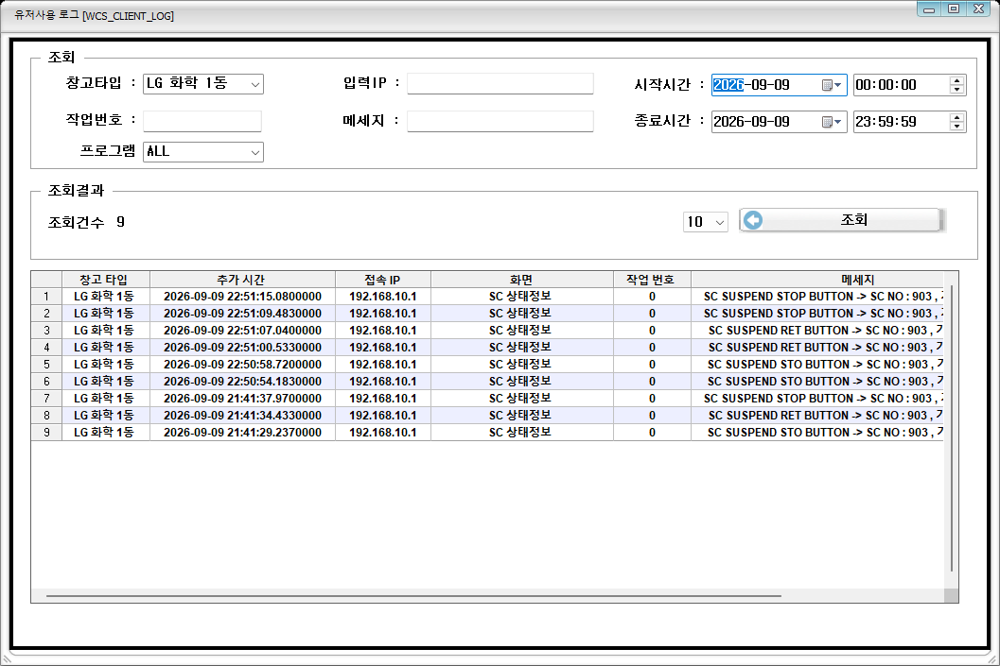 유저사용 로그 [WCS_CLIENT_LOG]
조회
창고타입 : LG 화학 1동 입력IP : 시작시간 : 2026-09-09 00:00:00
작업번호 : 메세지 : 종료시간 : 2026-09-09 23:59:59
프로그램 ALL
조회결과
조회건수 9 10 조회
창고 타입 추가 시간 접속 IP 화면 작업 번호 메세지
1 LG 화학 1동 2026-09-09 22:51:15.0800000 192.168.10.1 SC 상태정보 0 SC SUSPEND STOP BUTTON -> SC NO : 903 ,
2 LG 화학 1동 2026-09-09 22:51:09.4830000 192.168.10.1 SC 상태정보 0 SC SUSPEND STOP BUTTON -> SC NO : 903 ,
3 LG 화학 1동 2026-09-09 22:51:07.0400000 192.168.10.1 SC 상태정보 0 SC SUSPEND RET BUTTON -> SC NO : 903 ,
4 LG 화학 1동 2026-09-09 22:51:00.5330000 192.168.10.1 SC 상태정보 0 SC SUSPEND RET BUTTON -> SC NO : 903 ,
5 LG 화학 1동 2026-09-09 22:50:58.7200000 192.168.10.1 SC 상태정보 0 SC SUSPEND STO BUTTON -> SC NO : 903 ,
6 LG 화학 1동 2026-09-09 22:50:54.1830000 192.168.10.1 SC 상태정보 0 SC SUSPEND STO BUTTON -> SC NO : 903 ,
7 LG 화학 1동 2026-09-09 21:41:37.9700000 192.168.10.1 SC 상태정보 0 SC SUSPEND STOP BUTTON -> SC NO : 903 ,
8 LG 화학 1동 2026-09-09 21:41:34.4330000 192.168.10.1 SC 상태정보 0 SC SUSPEND RET BUTTON -> SC NO : 903 ,
9 LG 화학 1동 2026-09-09 21:41:29.2370000 192.168.10.1 SC 상태정보 0 SC SUSPEND STO BUTTON -> SC NO : 903 ,